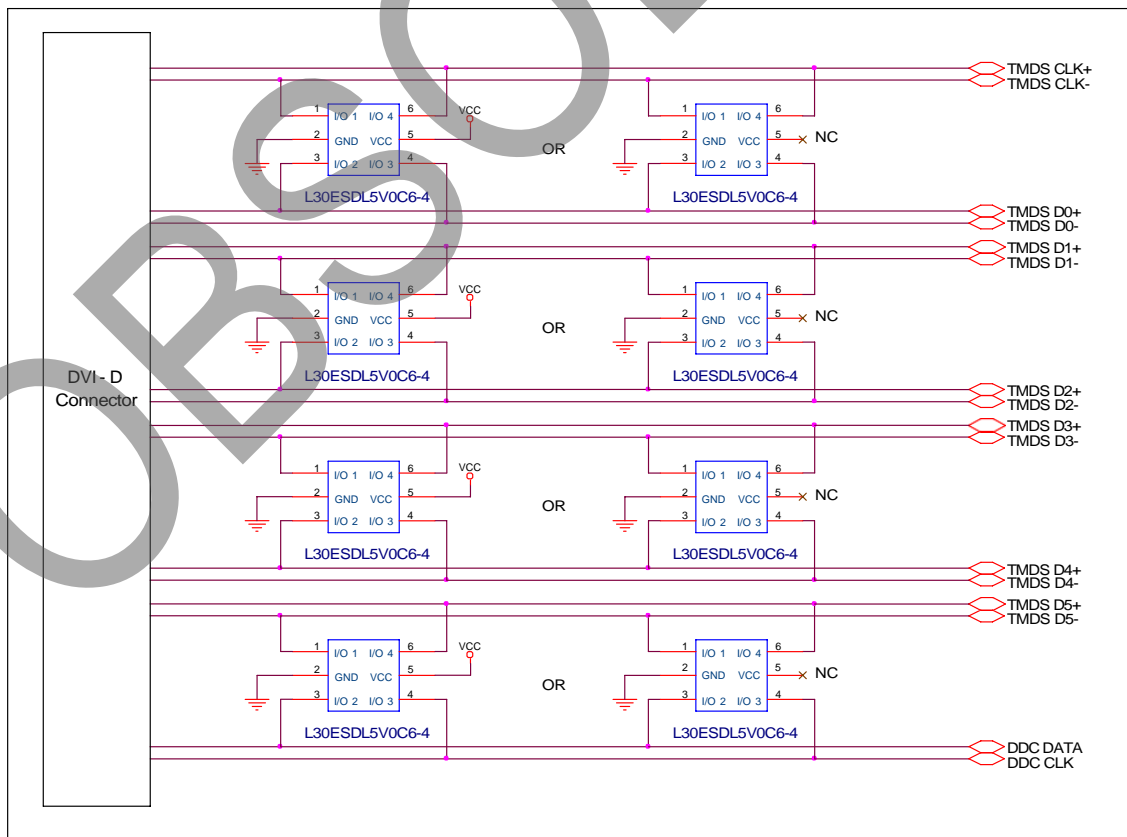 OBSOLETE
DVI - D
Connector
TMDS CLK+
TMDS CLK-
1 I/O 1 I/O 4 6
2 GND VCC 5
3 I/O 2 I/O 3 4
VCC
L30ESDL5V0C6-4
OR
1 I/O 1 I/O 4 6
2 GND VCC 5
3 I/O 2 I/O 3 4
NC
L30ESDL5V0C6-4
TMDS D0+
TMDS D0-
TMDS D1+
TMDS D1-
1 I/O 1 I/O 4 6
2 GND VCC 5
3 I/O 2 I/O 3 4
VCC
L30ESDL5V0C6-4
OR
1 I/O 1 I/O 4 6
2 GND VCC 5
3 I/O 2 I/O 3 4
NC
L30ESDL5V0C6-4
TMDS D2+
TMDS D2-
TMDS D3+
TMDS D3-
1 I/O 1 I/O 4 6
2 GND VCC 5
3 I/O 2 I/O 3 4
VCC
L30ESDL5V0C6-4
OR
1 I/O 1 I/O 4 6
2 GND VCC 5
3 I/O 2 I/O 3 4
NC
L30ESDL5V0C6-4
TMDS D4+
TMDS D4-
TMDS D5+
TMDS D5-
1 I/O 1 I/O 4 6
2 GND VCC 5
3 I/O 2 I/O 3 4
VCC
L30ESDL5V0C6-4
OR
1 I/O 1 I/O 4 6
2 GND VCC 5
3 I/O 2 I/O 3 4
NC
L30ESDL5V0C6-4
DDC DATA
DDC CLK